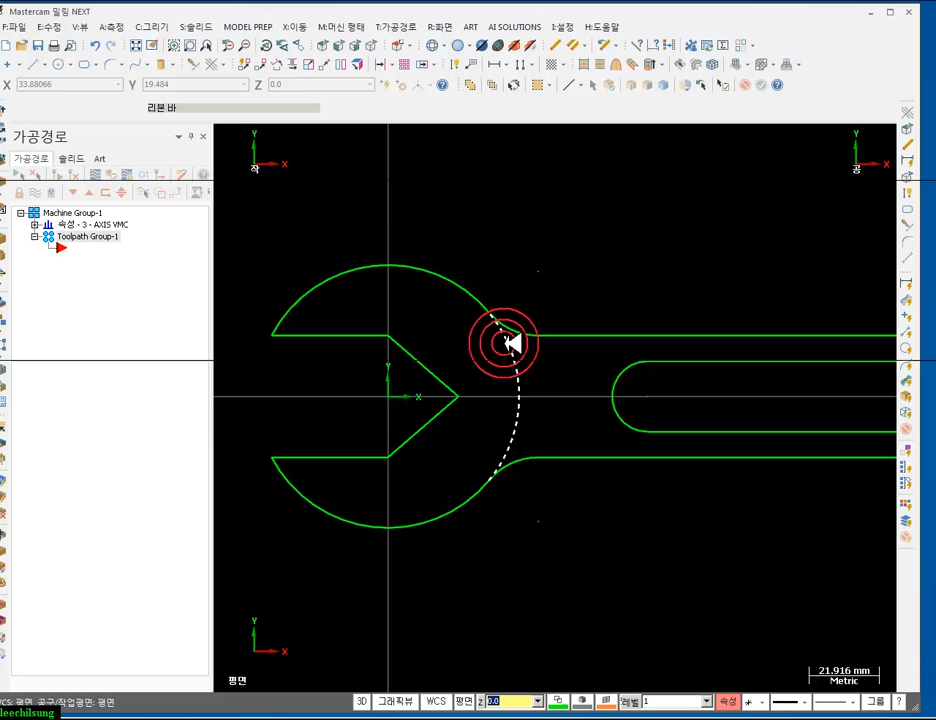 Mastercam 밀링 NEXT
F:파일 E:수정 V:뷰 A:측정 C:그리기 S:솔리드 MODEL PREP X:이동 M:머신 형태 T:가공경로 R:화면 ART AI SOLUTIONS I:설정 H:도움말
X 33.88066 Y 19.484 Z 0.0
리본 바
가공경로
가공경로 솔리드 Art
Machine Group-1
속성 - 3 - AXIS VMC
Toolpath Group-1
Y
X
작
Y
X
공
Y
X
Y
X
평면
21.916 mm
Metric
WCS: 평면 공구/작업평면: 평면
3D 그래픽뷰 WCS 평면 Z 0.0 레벨 1 속성 그룹 ?
leechilsung